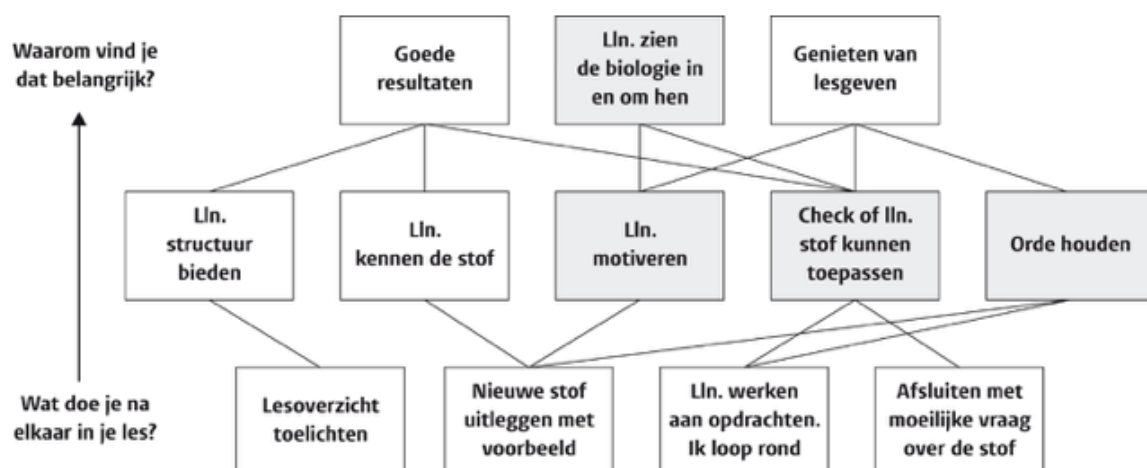 Waarom vind je
dat belangrijk?
Goede
resultaten
Lln. zien
de biologie in
en om hen
Genieten van
lesgeven
Lln.
structuur
bieden
Lln.
kennen de stof
Lln.
motiveren
Check of lln.
stof kunnen
toepassen
Orde houden
Wat doe je na
elkaar in je les?
Lesoverzicht
toelichten
Nieuwe stof
uitleggen met
voorbeeld
Lln. werken
aan opdrachten.
Ik loop rond
Afsluiten met
moeilijke vraag
over de stof